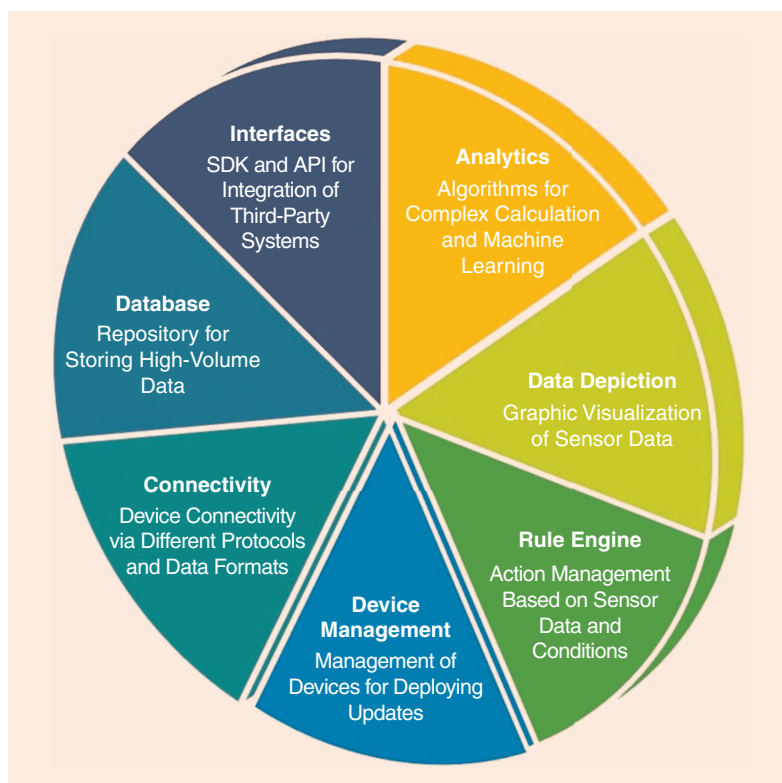 Interfaces
SDK and API for
Integration of
Third-Party
Systems
Analytics
Algorithms for
Complex Calculation
and Machine
Learning
Data Depiction
Graphic Visualization
of Sensor Data
Rule Engine
Action Management
Based on Sensor
Data and
Conditions
Device
Management
Management of
Devices for Deploying
Updates
Connectivity
Device Connectivity
via Different Protocols
and Data Formats
Database
Repository for
Storing High-Volume
Data